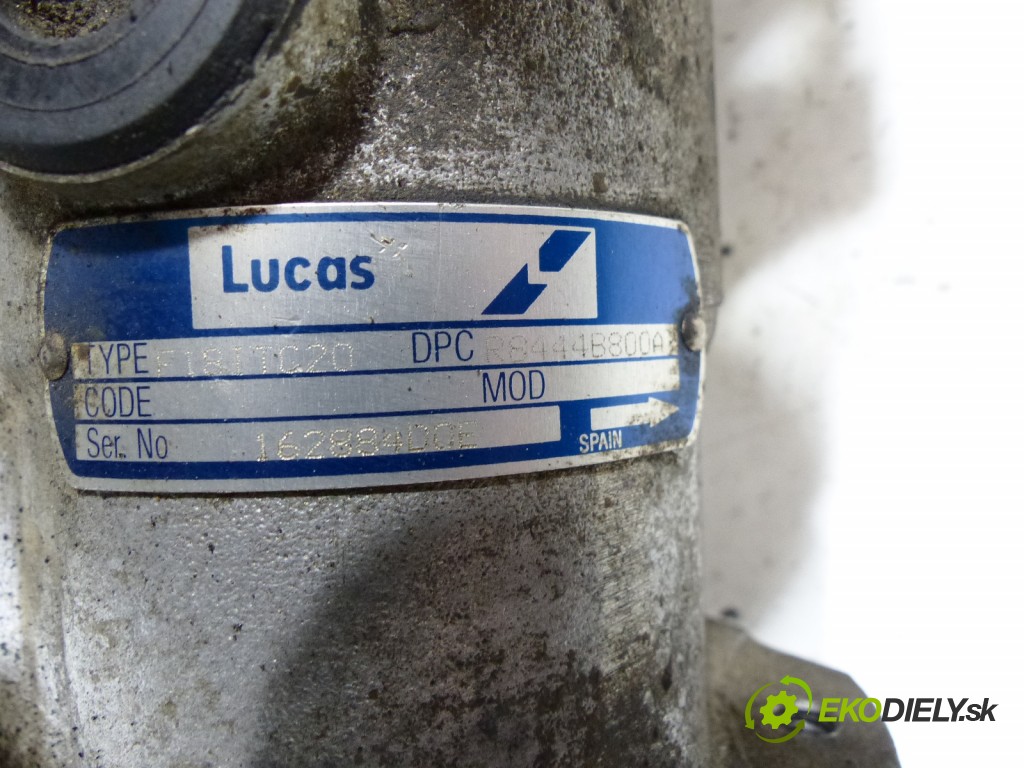 Lucas
TYPE DPC R8444B800A
CODE MOD
Ser. No SPAIN
EKODIELY.sk